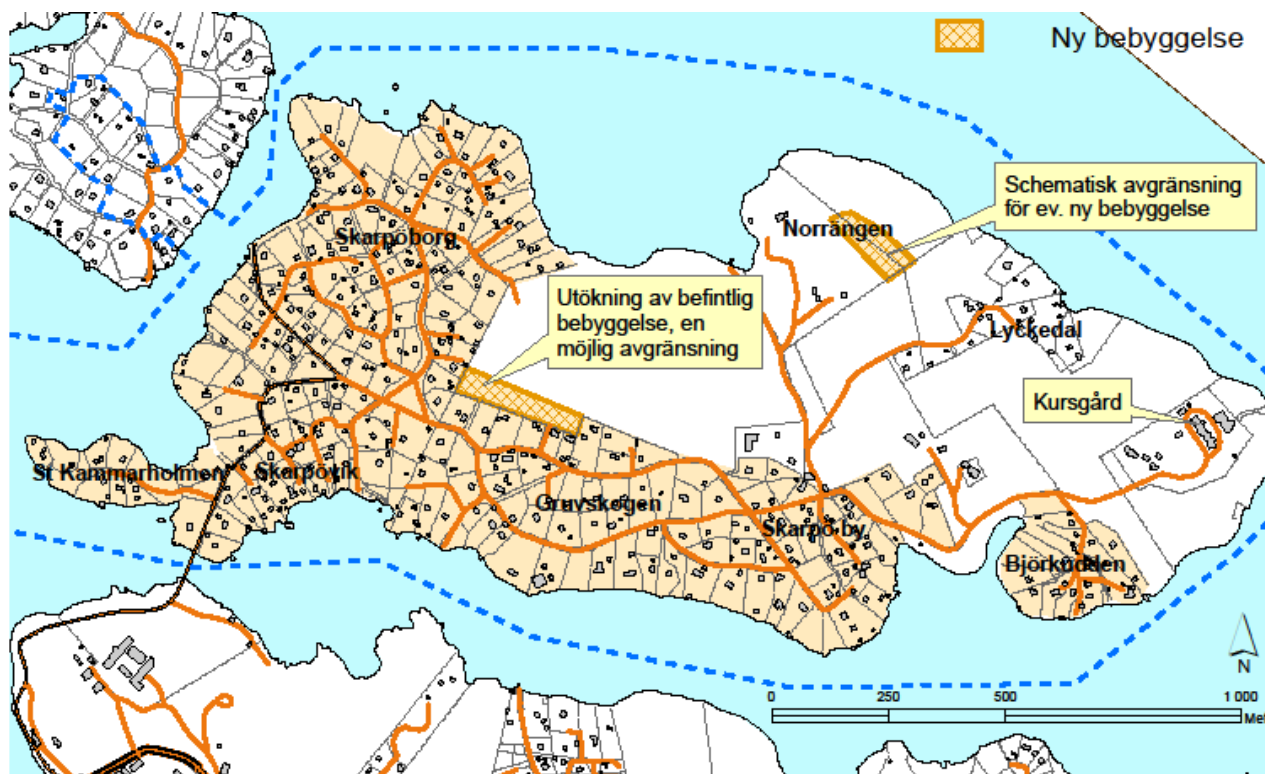 Ny bebyggelse
Schematisk avgränsning
för ev. ny bebyggelse
Norrängen
Skarpöborg
Utökning av befintlig
bebyggelse, en
möjlig avgränsning
Lyckedal
Kursgård
St Kammarholmen
Skarpövik
Gruvskogen
Skarpö by
Björkudden
N
0 250 500 1 000
Met